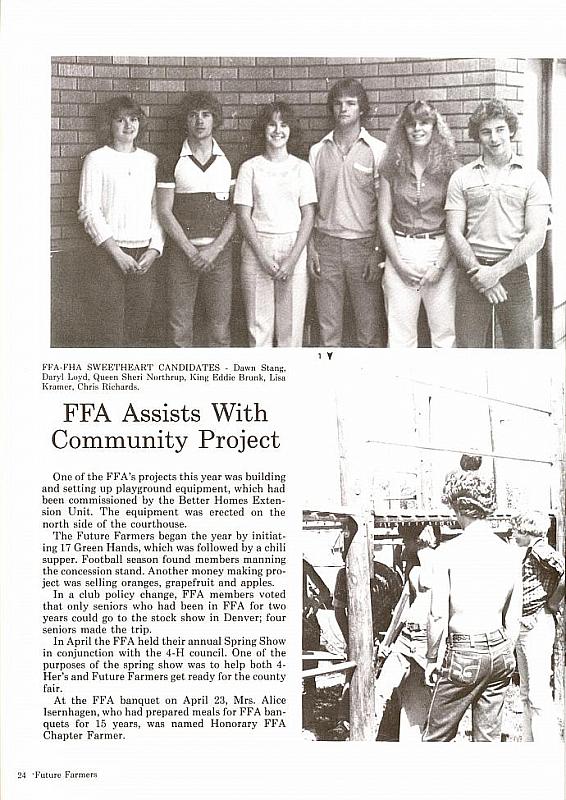 FFA-FHA SWEETHEART CANDIDATES - Dawn Stang,
Daryl Loyd, Queen Sheri Northrup, King Eddie Brunk, Lisa
Kramer, Chris Richards.
FFA Assists With
Community Project
One of the FFA's projects this year was building
and setting up playground equipment, which had
been commissioned by the Better Homes Exten-
sion Unit. The equipment was erected on the
north side of the courthouse.
The Future Farmers began the year by initiat-
ing 17 Green Hands, which was followed by a chili
supper. Football season found members manning
the concession stand. Another money making pro-
ject was selling oranges, grapefruit and apples.
In a club policy change, FFA members voted
that only seniors who had been in FFA for two
years could go to the stock show in Denver; four
seniors made the trip.
In April the FFA held their annual Spring Show
in conjunction with the 4-H council. One of the
purposes of the spring show was to help both 4-
Her's and Future Farmers get ready for the county
fair.
At the FFA banquet on April 23, Mrs. Alice
Isernhagen, who had prepared meals for FFA ban-
quets for 15 years, was named Honorary FFA
Chapter Farmer.
24 Future Farmers